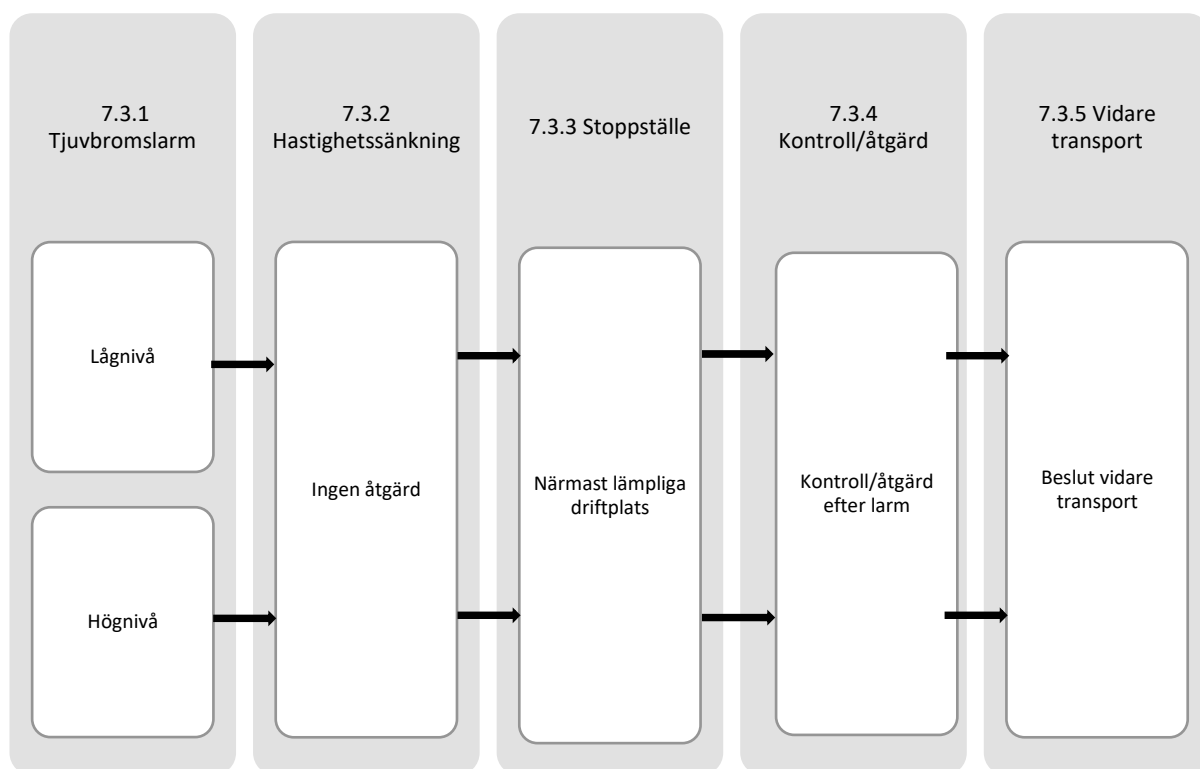 7.3.1
Tjuvbromslarm
7.3.2
Hastighetssänkning
7.3.3 Stoppställe
7.3.4
Kontroll/åtgärd
7.3.5 Vidare
transport
Lågnivå
Högnivå
Ingen åtgärd
Närmast lämpliga
driftplats
Kontroll/åtgärd
efter larm
Beslut vidare
transport